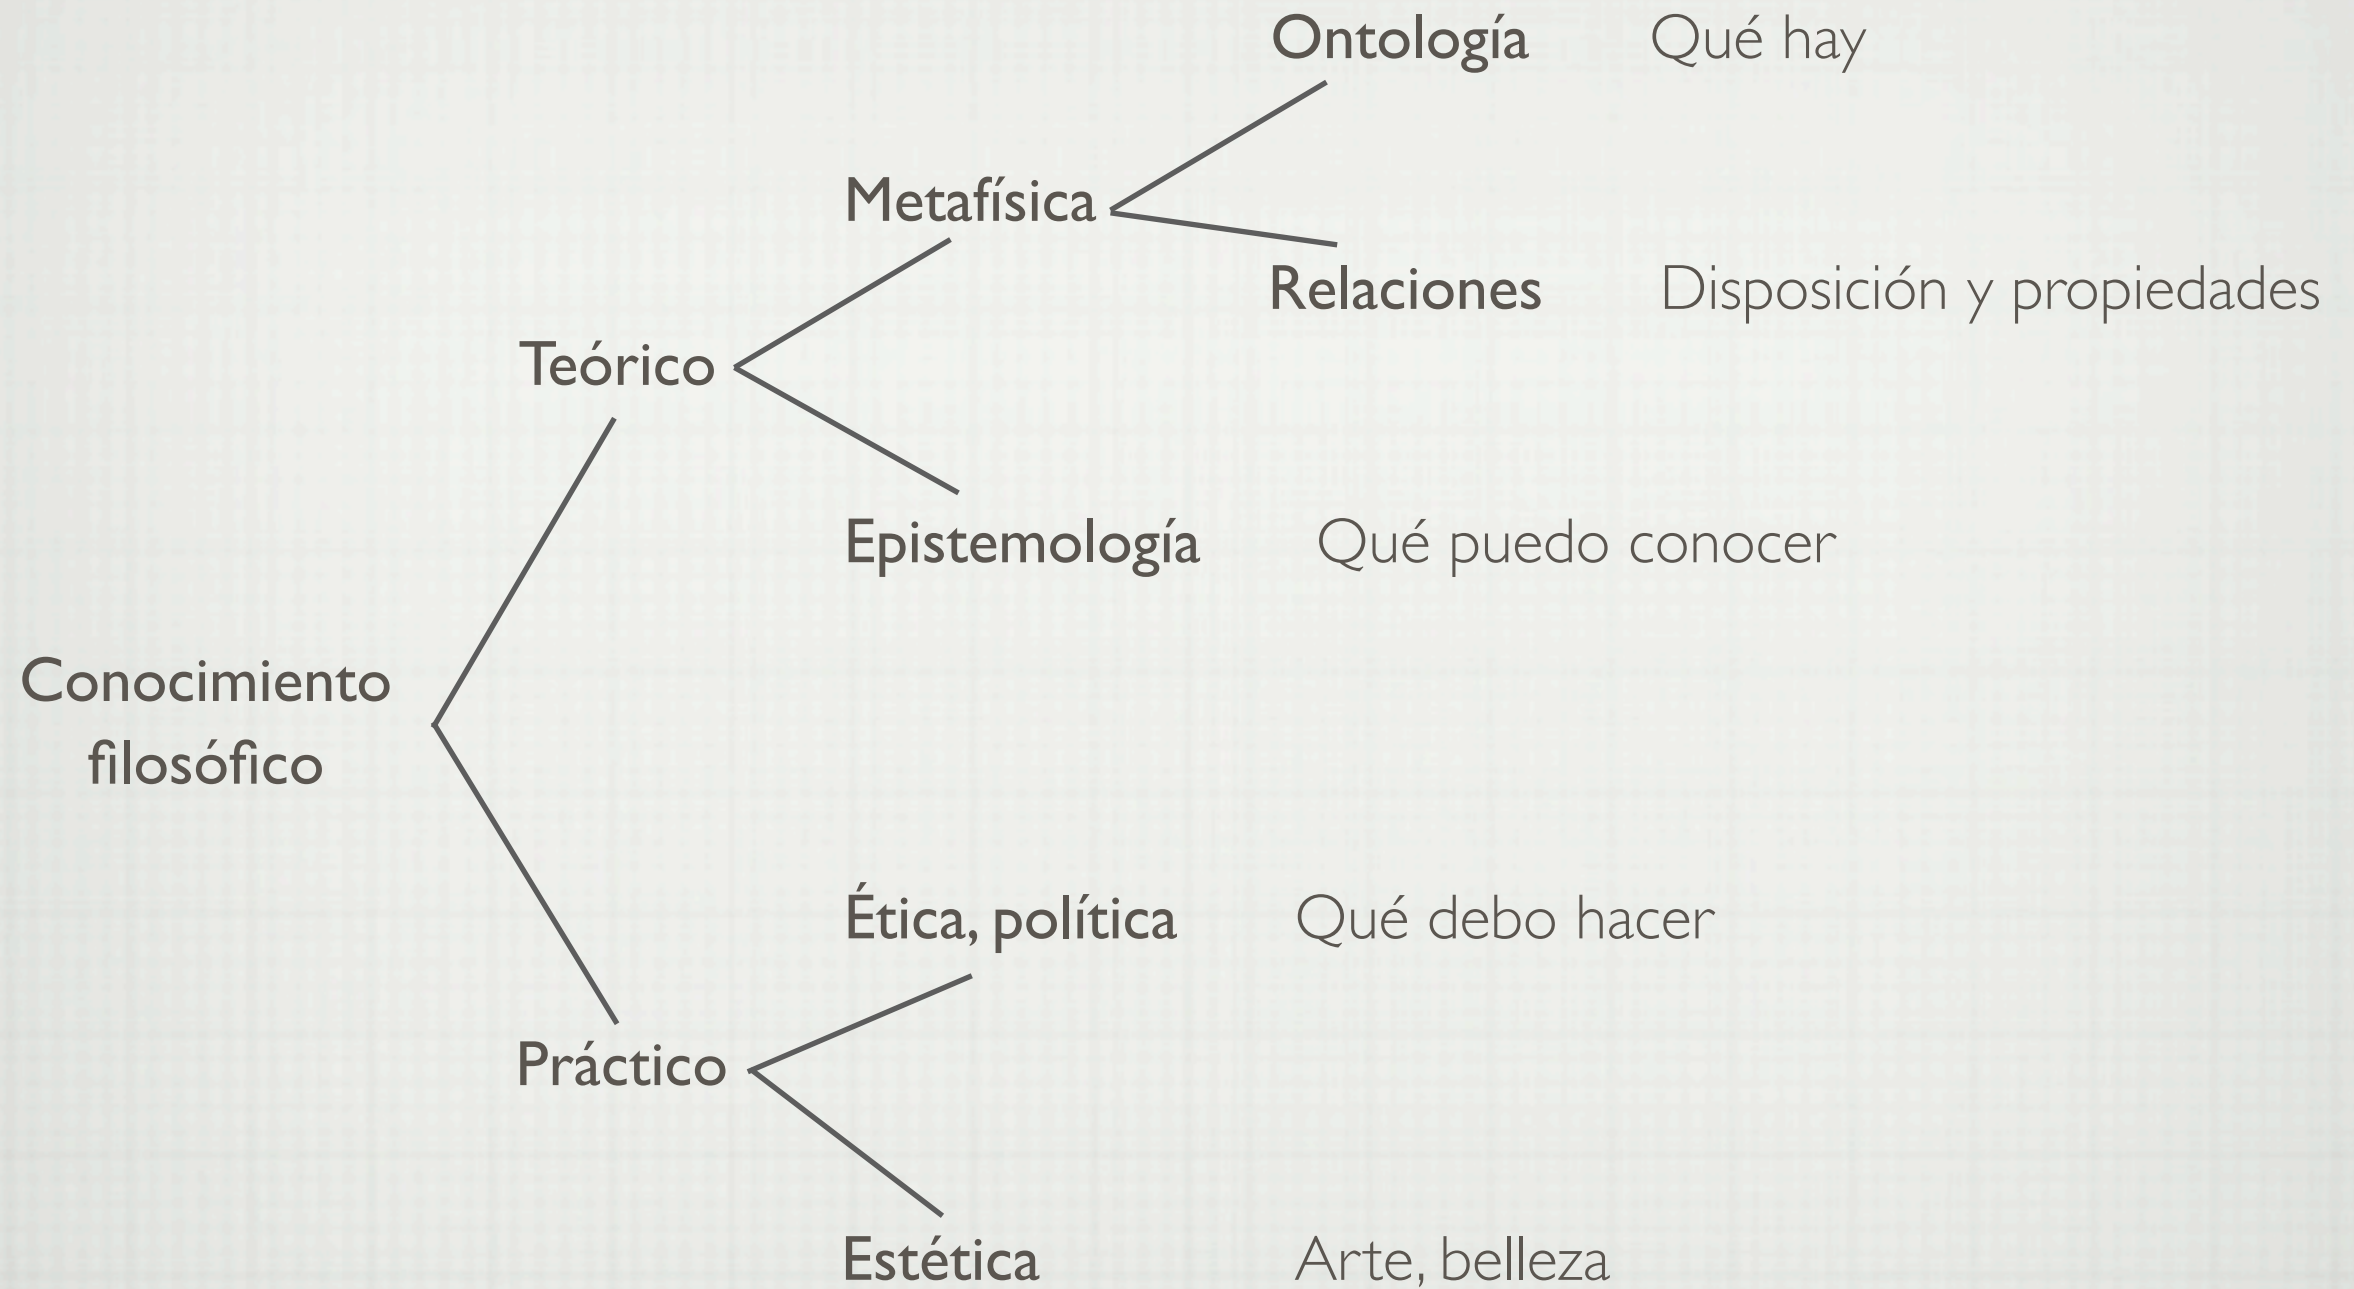 Ontología Qué hay
Metafísica
Relaciones Disposición y propiedades
Teórico
Epistemología Qué puedo conocer
Conocimiento
filosófico
Ética, política Qué debo hacer
Práctico
Estética Arte, belleza